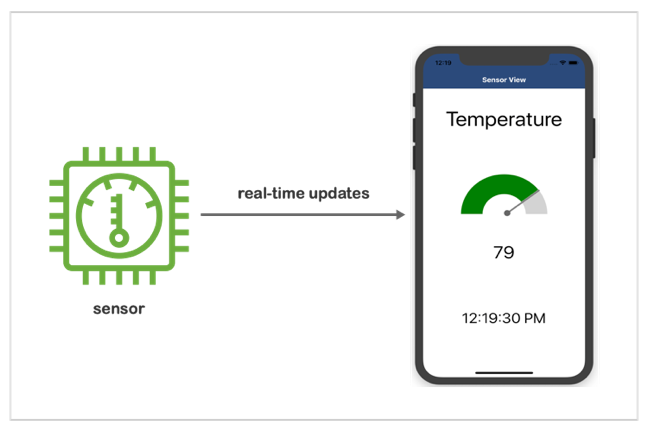 12:19
Sensor View
Temperature
real-time updates
79
sensor
12:19:30 PM